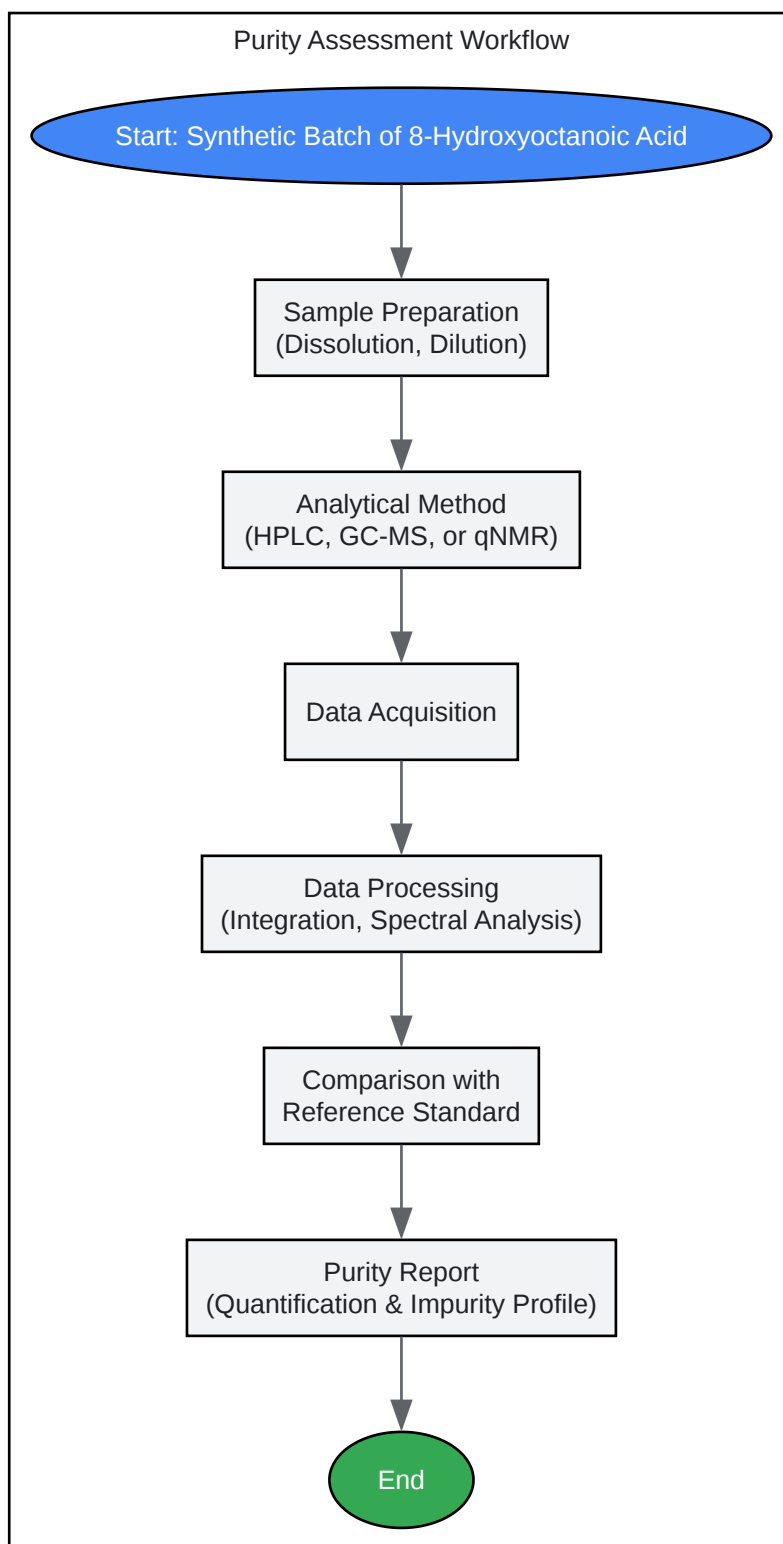 Purity Assessment Workflow
Start: Synthetic Batch of 8-Hydroxyoctanoic Acid
Sample Preparation
(Dissolution, Dilution)
Analytical Method
(HPLC, GC-MS, or qNMR)
Data Acquisition
Data Processing
(Integration, Spectral Analysis)
Comparison with
Reference Standard
Purity Report
(Quantification & Impurity Profile)
End